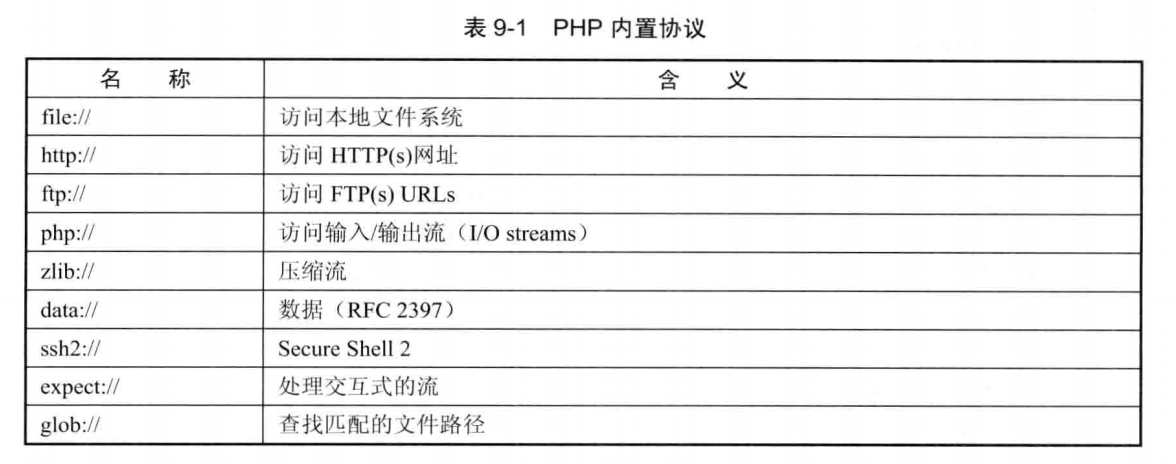 表 9-1 PHP 内置协议
名 称 含 义
file:// 访问本地文件系统
http:// 访问 HTTP(s)网址
ftp:// 访问 FTP(s) URLs
php:// 访问输入/输出流（I/O streams）
zlib:// 压缩流
data:// 数据（RFC 2397）
ssh2:// Secure Shell 2
expect:// 处理交互式的流
glob:// 查找匹配的文件路径